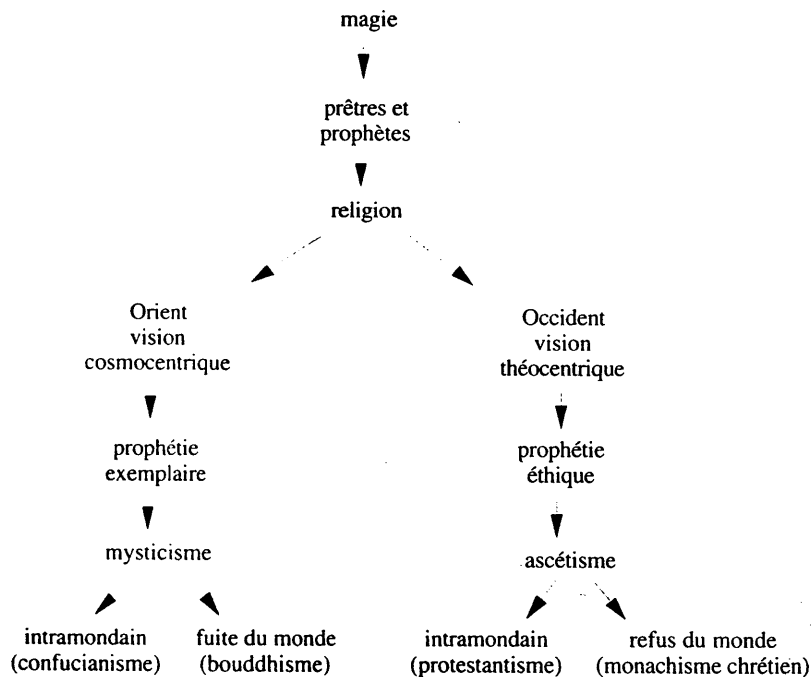 magie
prêtres et
prophètes
religion
Orient
vision
cosmocentrique
Occident
vision
théocentrique
prophétie
exemplaire
prophétie
éthique
mysticisme
ascétisme
intramondain
(confucianisme)
fuite du monde
(bouddhisme)
intramondain
(protestantisme)
refus du monde
(monachisme chrétien)